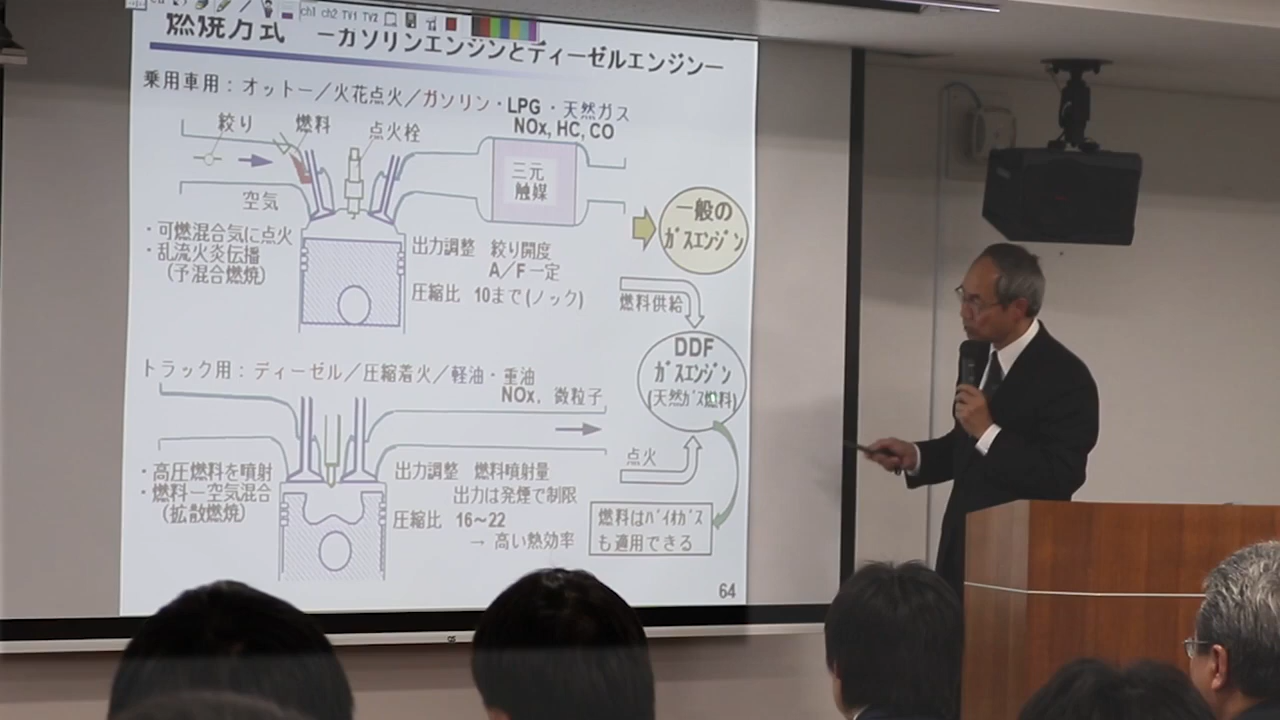 ch1 ch2 TV1 TV2
燃焼方式 －ガソリンエンジンとディーゼルエンジン－
乗用車用：オットー／火花点火／ガソリン・LPG・天然ガス
NOx, HC, CO
絞り 燃料 点火栓
三元
触媒
空気
一般の
ｶﾞｽｴﾝｼﾞﾝ
・可燃混合気に点火
・乱流火炎伝播
（予混合燃焼）
出力調整 絞り開度
A／F一定
圧縮比 10まで(ノック)
燃料供給
DDF
ｶﾞｽｴﾝｼﾞﾝ
(天然ｶﾞｽ燃料)
トラック用：ディーゼル／圧縮着火／軽油・重油
NOx，微粒子
・高圧燃料を噴射
・燃料－空気混合
（拡散燃焼）
出力調整 燃料噴射量
出力は発煙で制限
圧縮比 16～22
→ 高い熱効率
点火
燃料はﾊﾞｲｵｶﾞｽ
も適用できる
64